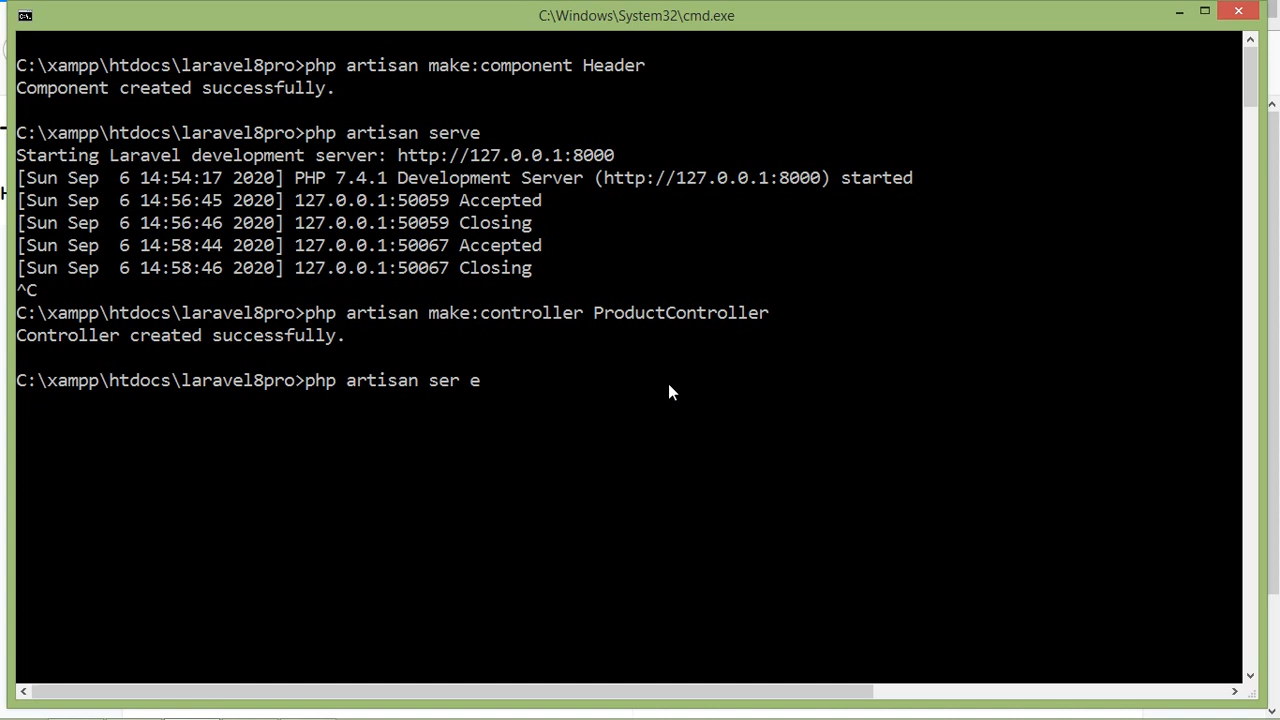 C:\Windows\System32\cmd.exe
C:\xampp\htdocs\laravel8pro>php artisan make:component Header
Component created successfully.
C:\xampp\htdocs\laravel8pro>php artisan serve
Starting Laravel development server: http://127.0.0.1:8000
[Sun Sep  6 14:54:17 2020] PHP 7.4.1 Development Server (http://127.0.0.1:8000) started
[Sun Sep  6 14:56:45 2020] 127.0.0.1:50059 Accepted
[Sun Sep  6 14:56:46 2020] 127.0.0.1:50059 Closing
[Sun Sep  6 14:58:44 2020] 127.0.0.1:50067 Accepted
[Sun Sep  6 14:58:46 2020] 127.0.0.1:50067 Closing
^C
C:\xampp\htdocs\laravel8pro>php artisan make:controller ProductController
Controller created successfully.
C:\xampp\htdocs\laravel8pro>php artisan ser e